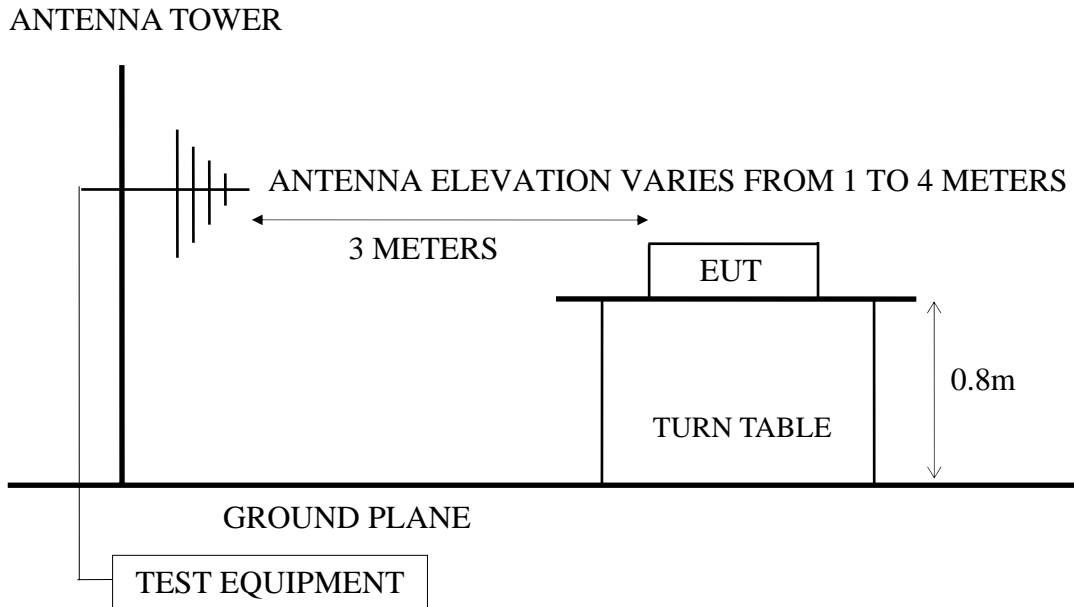 ANTENNA TOWER
ANTENNA ELEVATION VARIES FROM 1 TO 4 METERS
3 METERS
EUT
0.8m
TURN TABLE
GROUND PLANE
TEST EQUIPMENT